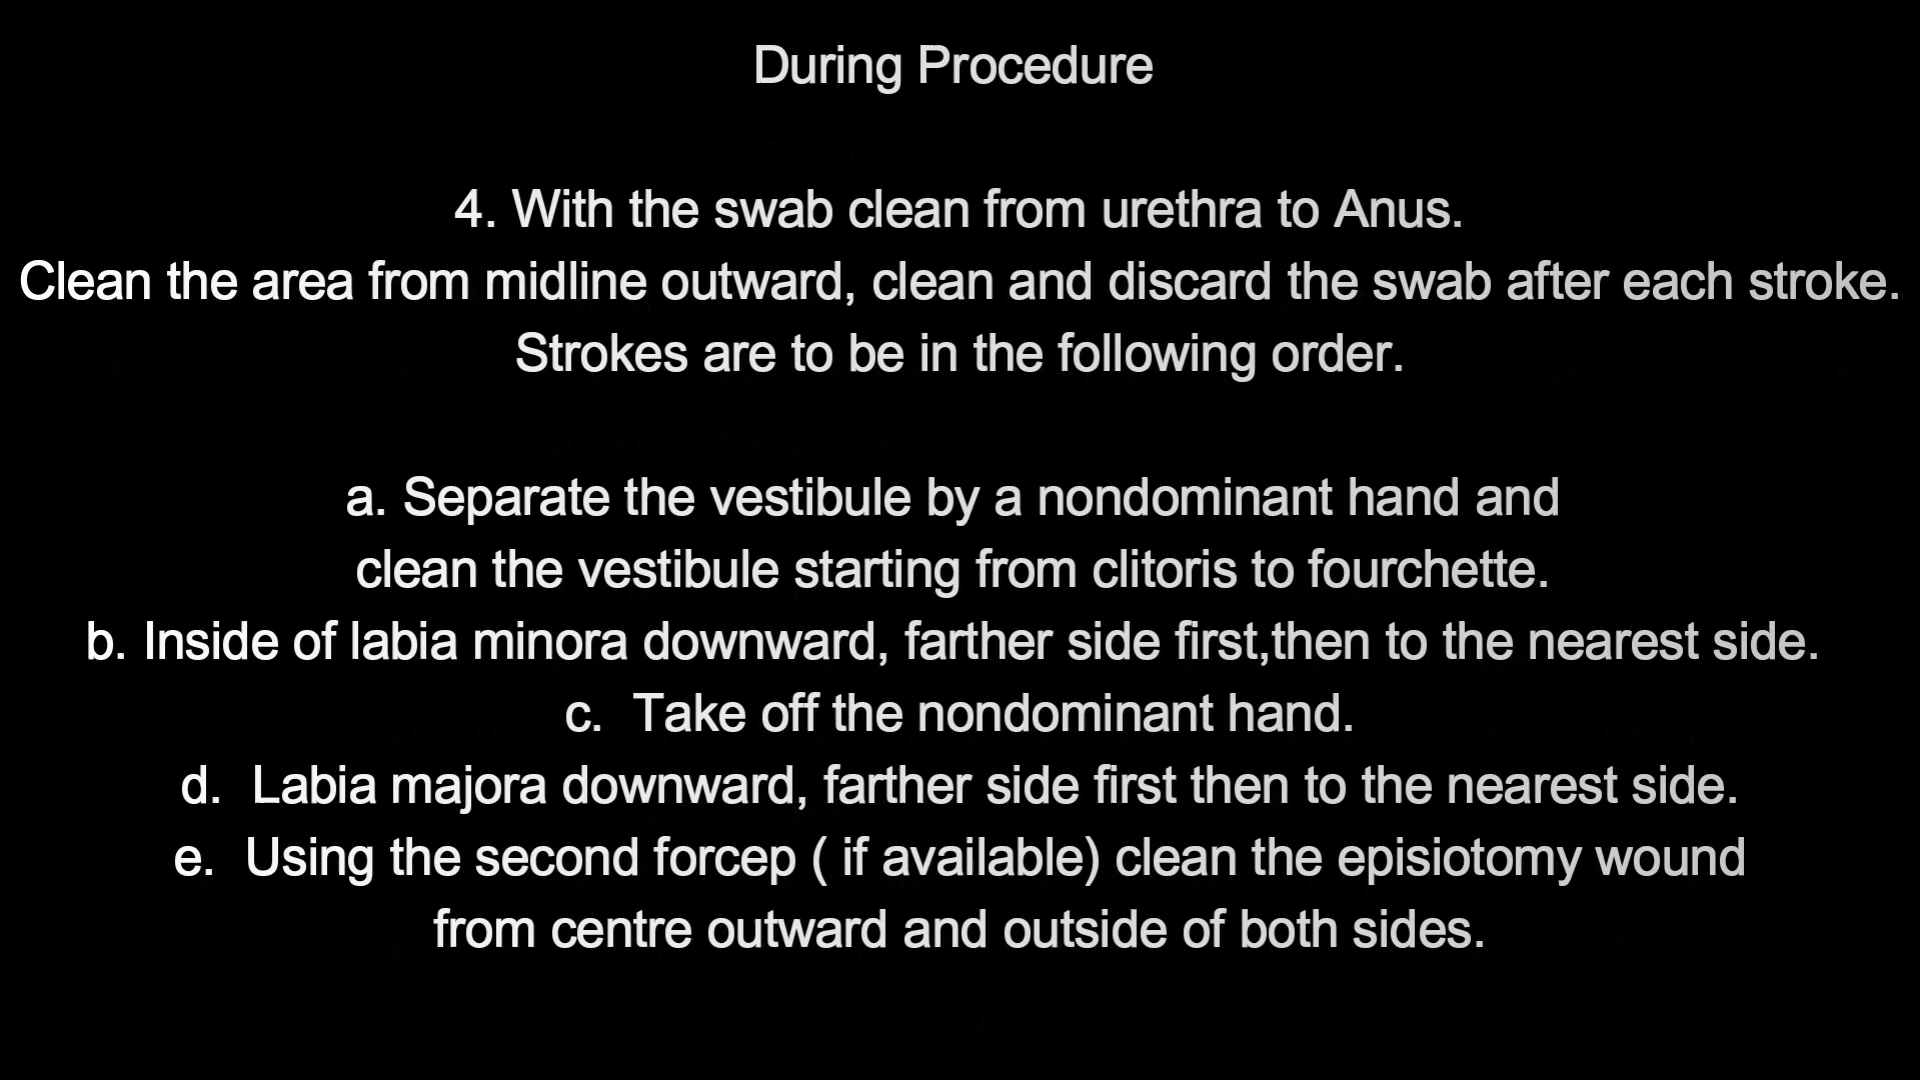 During Procedure
4. With the swab clean from urethra to Anus.
Clean the area from midline outward, clean and discard the swab after each stroke.
Strokes are to be in the following order.
a. Separate the vestibule by a nondominant hand and
clean the vestibule starting from clitoris to fourchette.
b. Inside of labia minora downward, farther side first,then to the nearest side.
c.  Take off the nondominant hand.
d.  Labia majora downward, farther side first then to the nearest side.
e.  Using the second forcep ( if available) clean the episiotomy wound
from centre outward and outside of both sides.